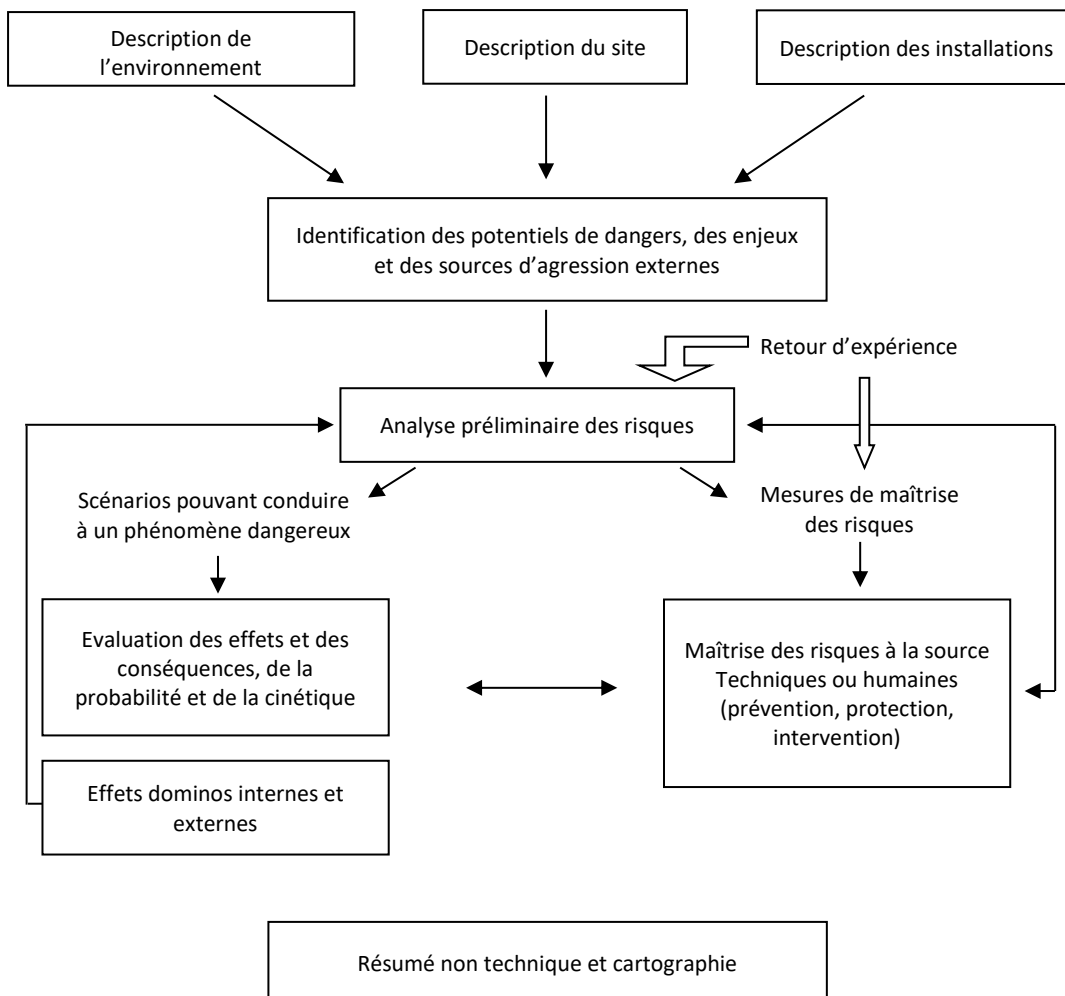 Description de
l’environnement
Description du site
Description des installations
Identification des potentiels de dangers, des enjeux
et des sources d’agression externes
Retour d’expérience
Analyse préliminaire des risques
Scénarios pouvant conduire
à un phénomène dangereux
Mesures de maîtrise
des risques
Evaluation des effets et des
conséquences, de la
probabilité et de la cinétique
Maîtrise des risques à la source
Techniques ou humaines
(prévention, protection,
intervention)
Effets dominos internes et
externes
Résumé non technique et cartographie